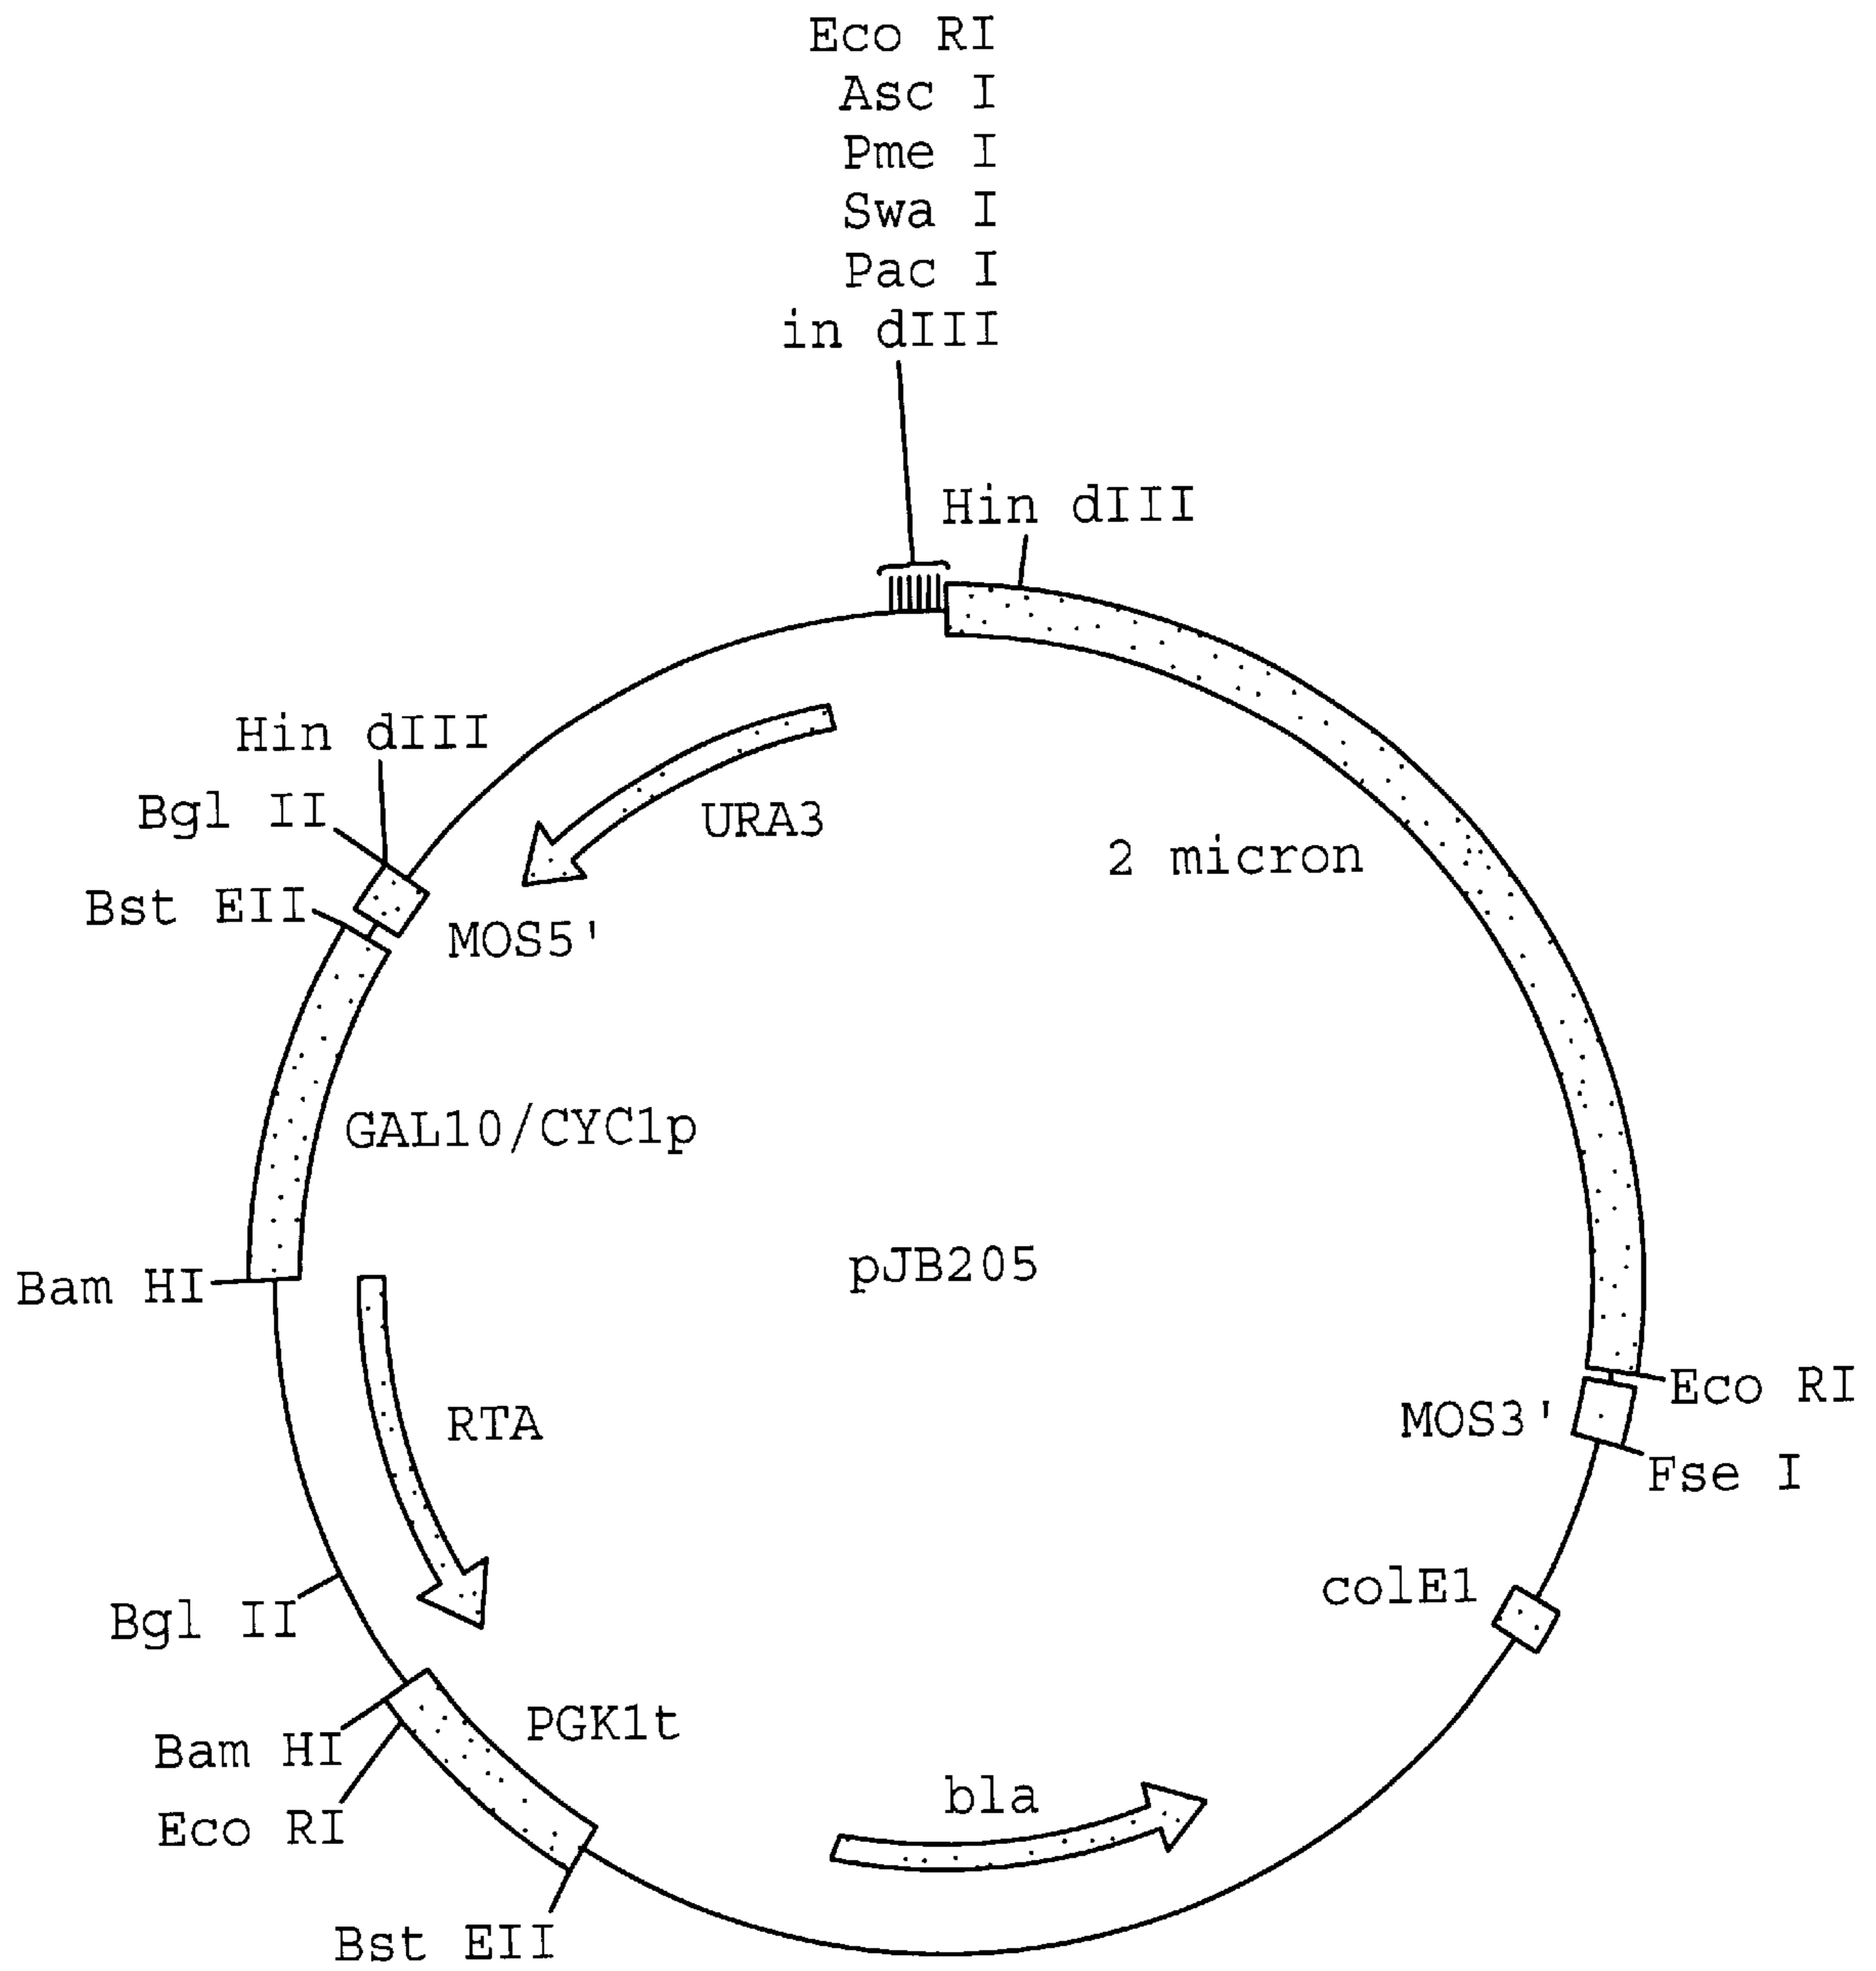 Eco RI
Asc I
Pme I
Swa I
Pac I
in dIII
Hin dIII
Hin dIII
Bgl II
URA3
2 micron
Bst EII
MOS5'
GAL10/CYC1p
pJB205
Bam HI
Eco RI
MOS3'
RTA
Fse I
colE1
Bgl II
PGK1t
Bam HI
bla
Eco RI
Bst EII